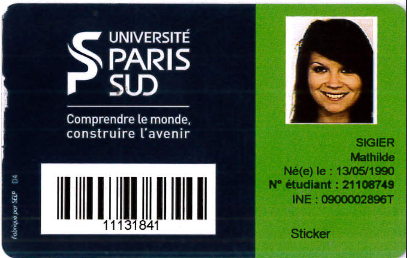 UNIVERSITÉ
PARIS
SUD
Comprendre le monde,
construire l'avenir
11131841
Fabriqué par SELP 04
SIGIER
Mathilde
Né(e) le : 13/05/1990
N° étudiant : 21108749
INE : 0900002896T
Sticker